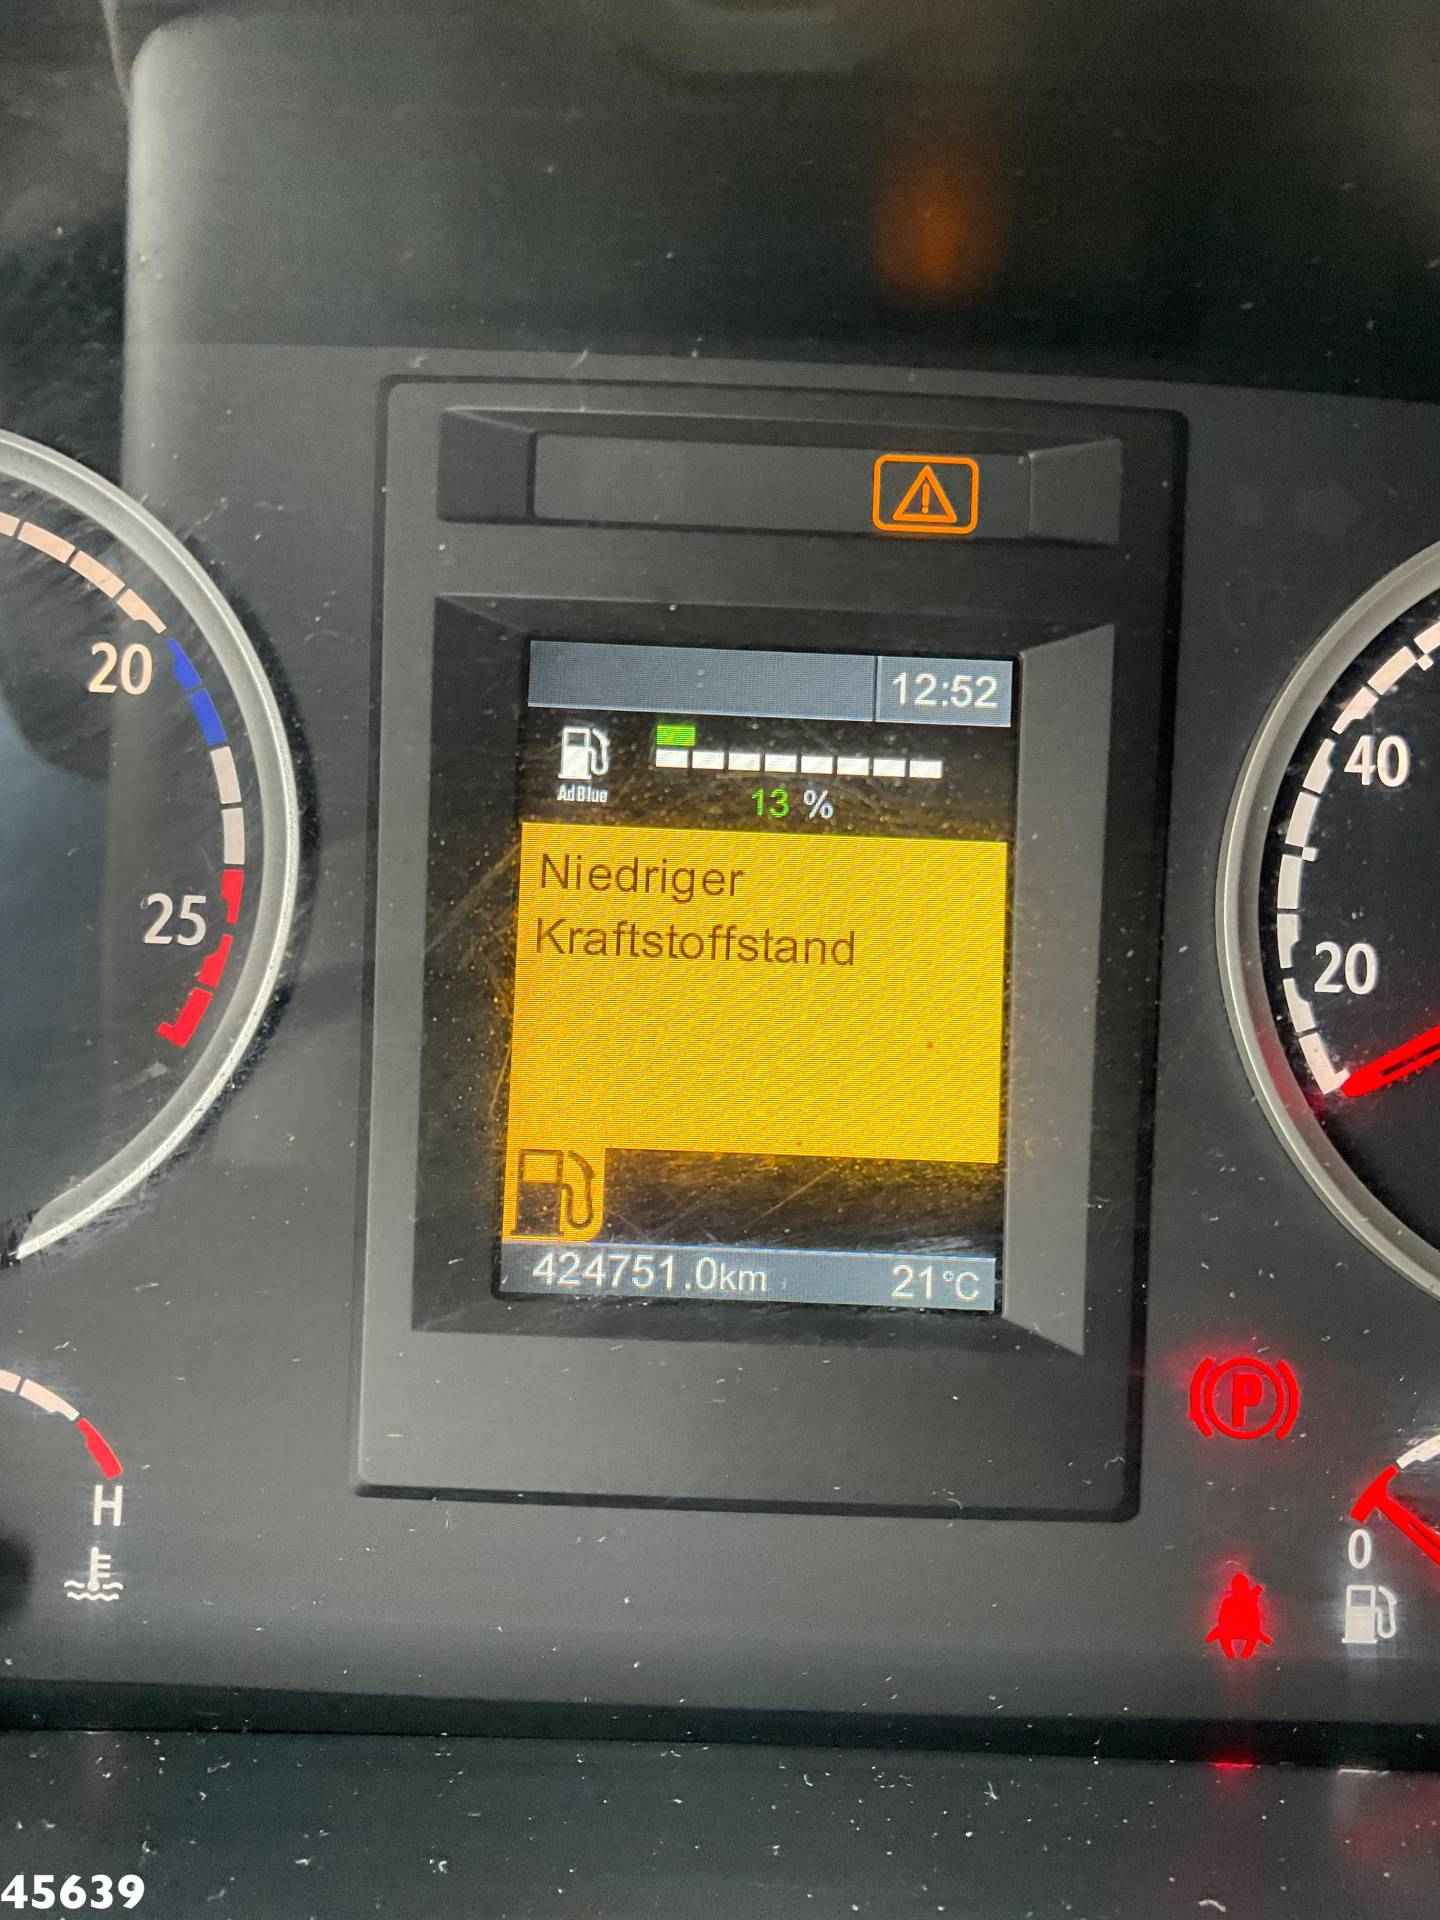 12:52
AdBlue
13 %
Niedriger
Kraftstoffstand
424751.0km 21°C
20
25
40
20
H
P
0
45639